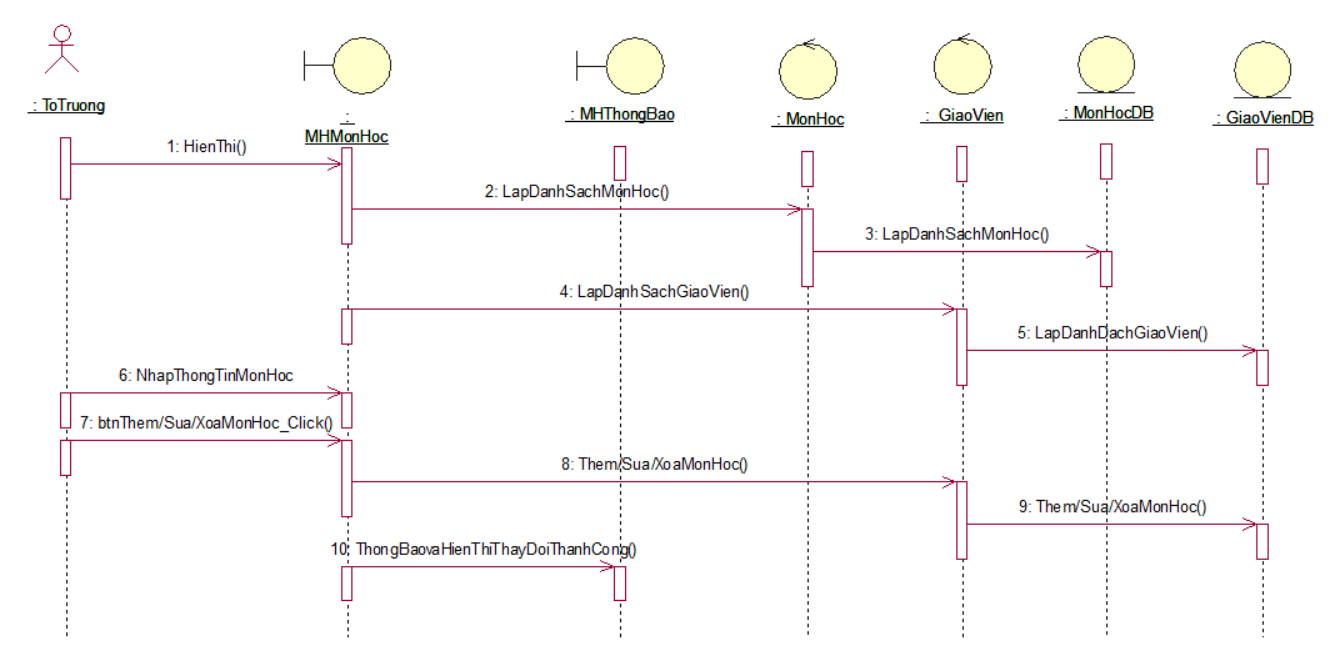 : ToTruong
:
MHMonHoc
: MHThongBao
: MonHoc
: GiaoVien
: MonHocDB
: GiaoVienDB
1: HienThi()
2: LapDanhSachMonHoc()
3: LapDanhSachMonHoc()
4: LapDanhSachGiaoVien()
5: LapDanhDachGiaoVien()
6: NhapThongTinMonHoc
7: btnThem/Sua/XoaMonHoc_Click()
8: Them/Sua/XoaMonHoc()
9: Them/Sua/XoaMonHoc()
10: ThongBaovaHienThiThayDoiThanhCong()